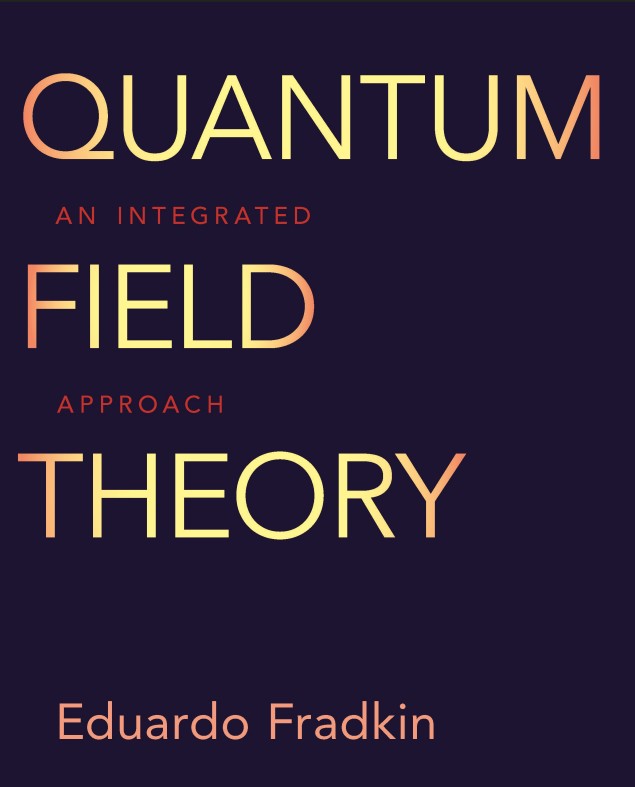 QUANTUM
AN INTEGRATED
FIELD
APPROACH
THEORY
Eduardo Fradkin